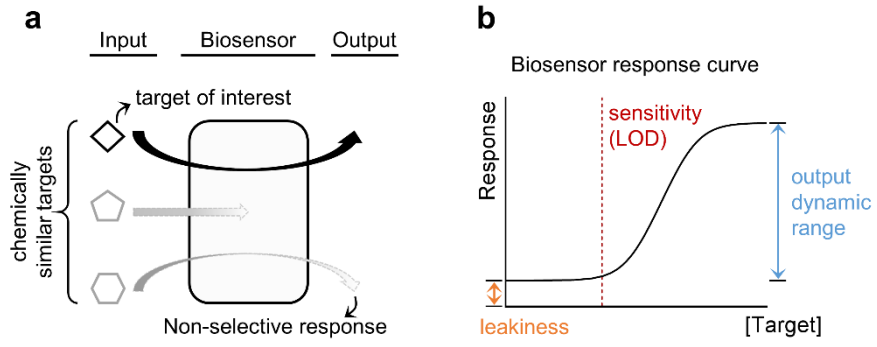 a
Input
Biosensor
Output
target of interest
chemically
similar targets
Non-selective response
b
Biosensor response curve
Response
sensitivity
(LOD)
output
dynamic
range
leakiness
[Target]